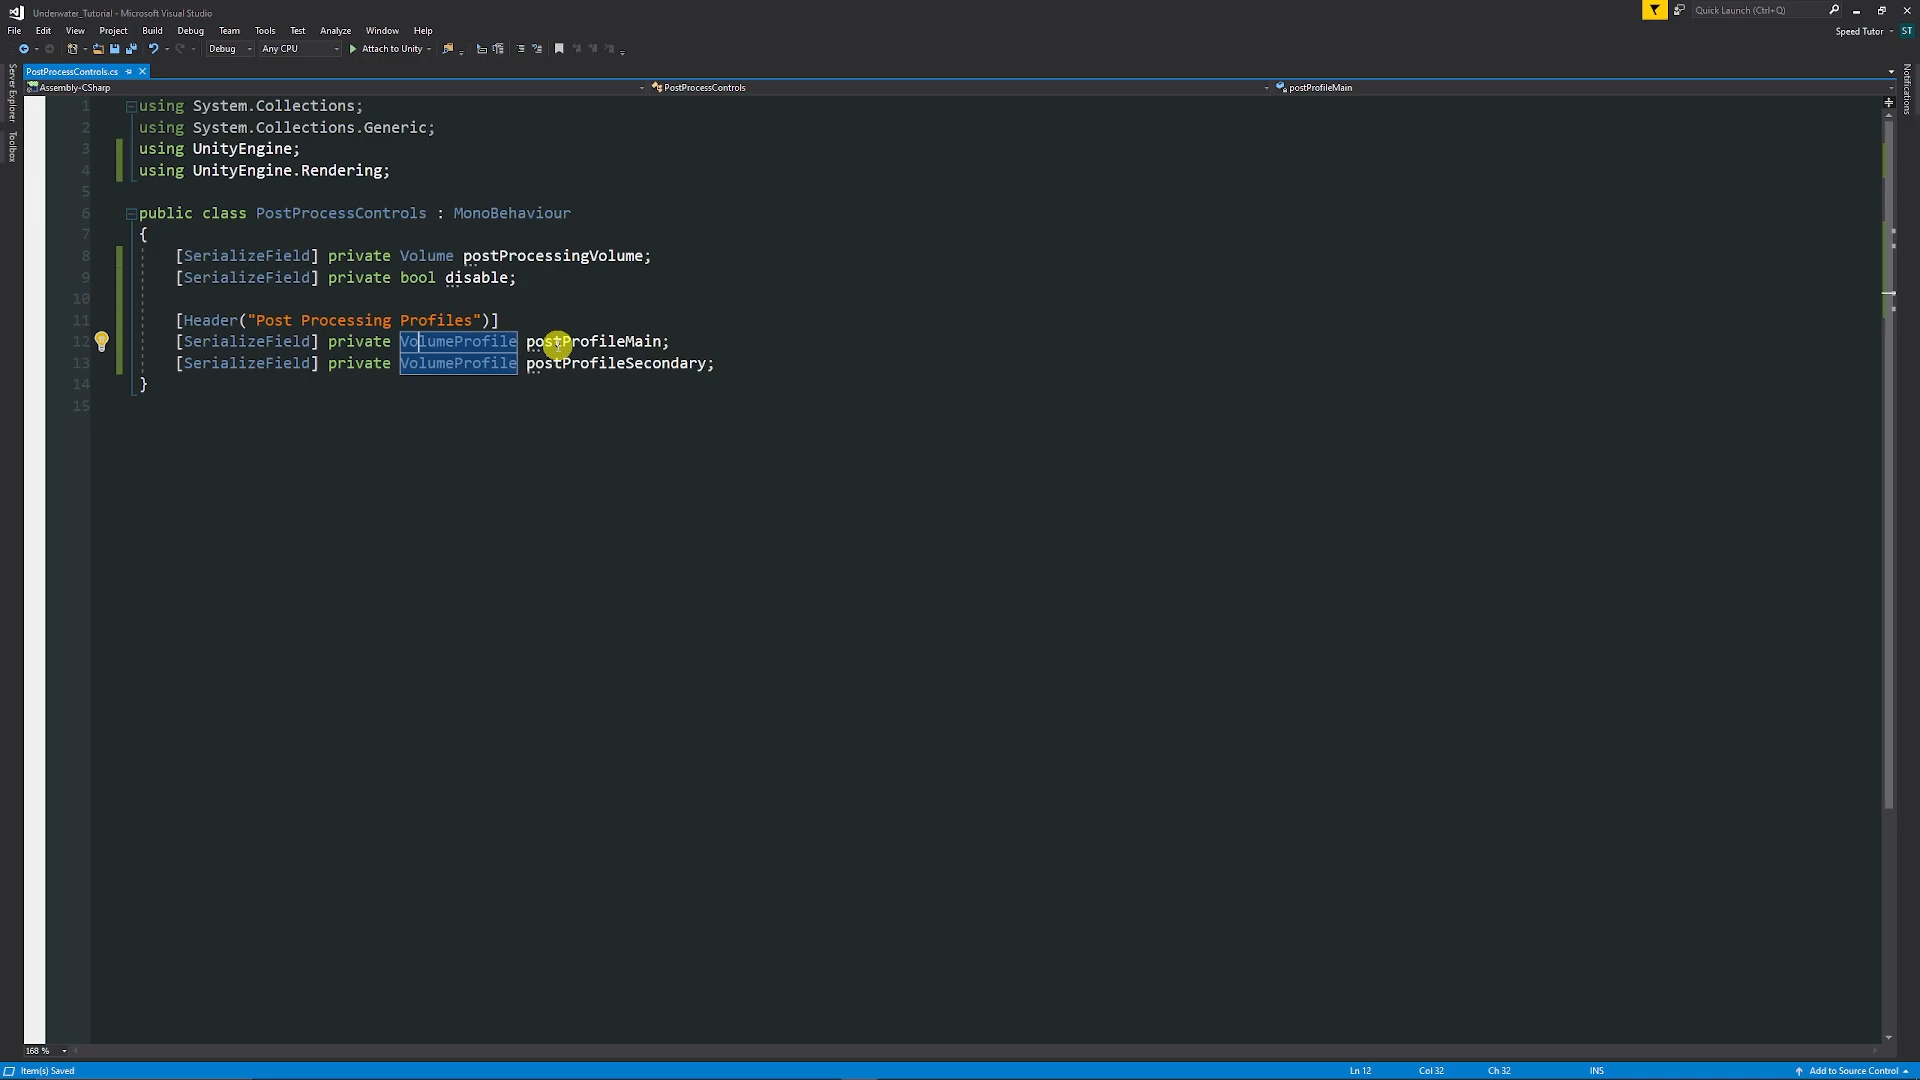 Underwater_Tutorial - Microsoft Visual Studio
Quick Launch (Ctrl+Q)
File Edit View Project Build Debug Team Tools Test Analyze Window Help
Speed Tutor ST
Debug Any CPU Attach to Unity
PostProcessControls.cs
Assembly-CSharp PostProcessControls postProfileMain
Server Explorer
Toolbox
Notifications
1 using System.Collections;
2 using System.Collections.Generic;
3 using UnityEngine;
4 using UnityEngine.Rendering;
5
6 public class PostProcessControls : MonoBehaviour
7 {
8 [SerializeField] private Volume postProcessingVolume;
9 [SerializeField] private bool disable;
10
11 [Header("Post Processing Profiles")]
12 [SerializeField] private VolumeProfile postProfileMain;
13 [SerializeField] private VolumeProfile postProfileSecondary;
14 }
15
168 %
Item(s) Saved Ln 12 Col 32 Ch 32 INS Add to Source Control